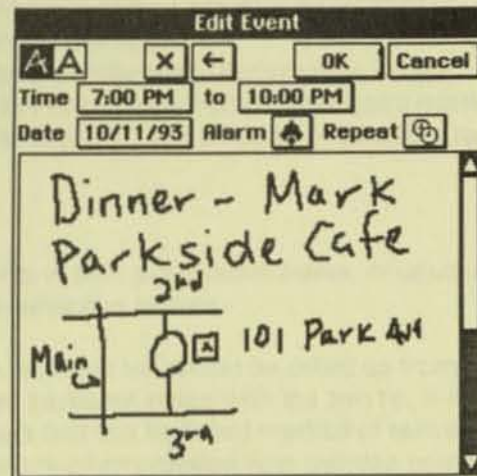 Edit Event
A A X ← OK Cancel
Time 7:00 PM to 10:00 PM
Date 10/11/93 Alarm Repeat
Dinner - Mark
Parkside Cafe
2nd
Main
A 101 Park
3rd